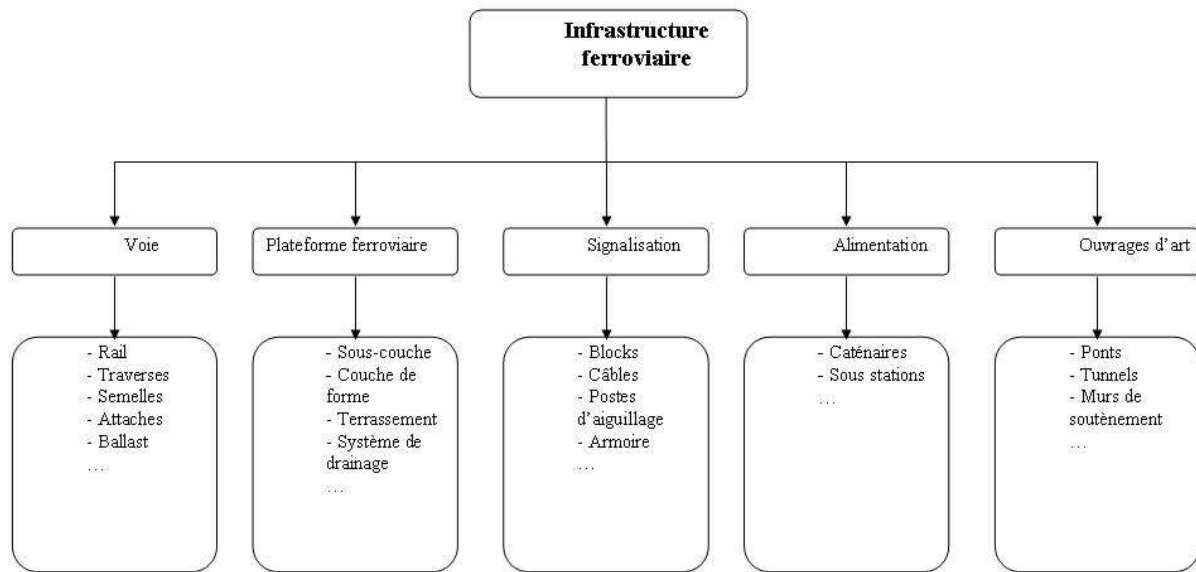 Infrastructure
ferroviaire
Voie
Plateforme ferroviaire
Signalisation
Alimentation
Ouvrages d’art
- Rail
- Traverses
- Semelles
- Attaches
- Ballast
…
- Sous-couche
- Couche de
forme
- Terrassement
- Système de
drainage
…
- Blocks
- Câbles
- Postes
d’aiguillage
- Armoire
…
- Caténaires
- Sous stations
…
- Ponts
- Tunnels
- Murs de
soutènement
…